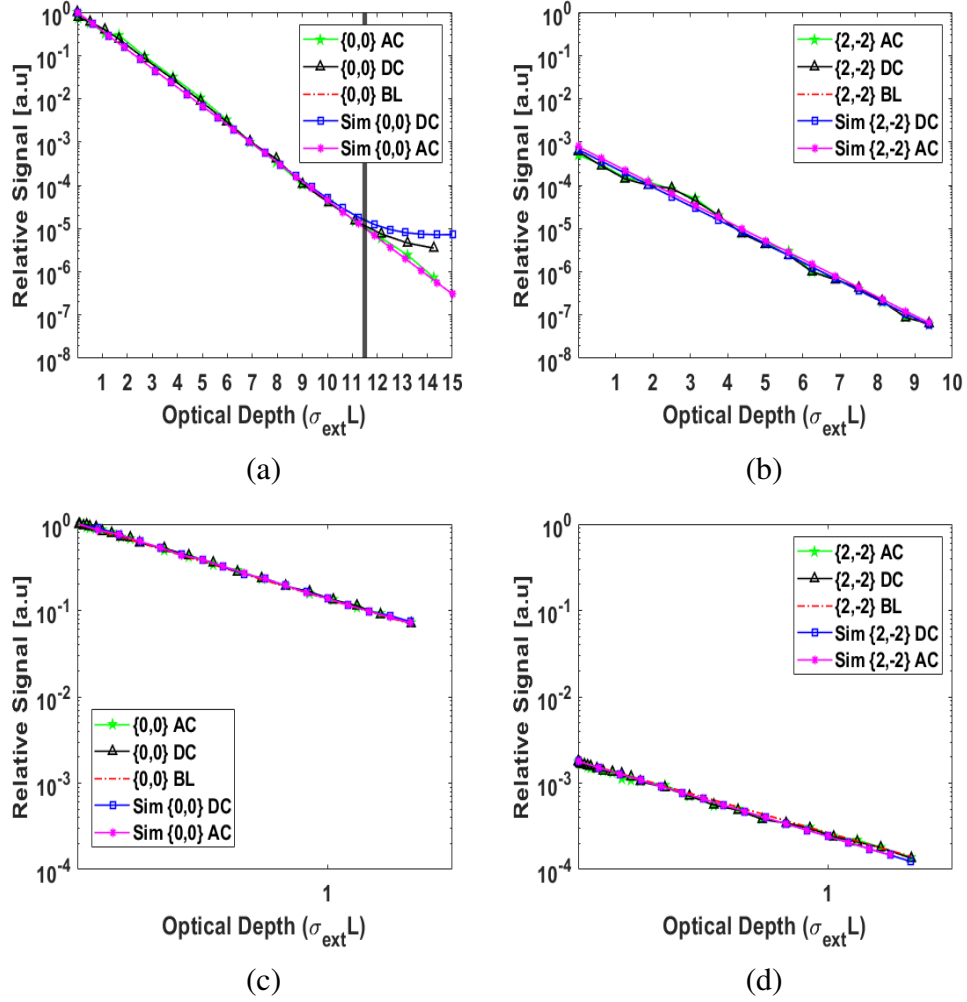 10^0
10^-1
10^-2
10^-3
10^-4
10^-5
10^-6
10^-7
10^-8
Relative Signal [a.u]
{0,0} AC
{0,0} DC
{0,0} BL
Sim {0,0} DC
Sim {0,0} AC
1 2 3 4 5 6 7 8 9 10 11 12 13 14 15
Optical Depth (σ_ext L)
(a)
10^0
10^-1
10^-2
10^-3
10^-4
10^-5
10^-6
10^-7
10^-8
Relative Signal [a.u]
{2,-2} AC
{2,-2} DC
{2,-2} BL
Sim {2,-2} DC
Sim {2,-2} AC
1 2 3 4 5 6 7 8 9 10
Optical Depth (σ_ext L)
(b)
10^0
10^-1
10^-2
10^-3
10^-4
Relative Signal [a.u]
{0,0} AC
{0,0} DC
{0,0} BL
Sim {0,0} DC
Sim {0,0} AC
1
Optical Depth (σ_ext L)
(c)
10^0
10^-1
10^-2
10^-3
10^-4
Relative Signal [a.u]
{2,-2} AC
{2,-2} DC
{2,-2} BL
Sim {2,-2} DC
Sim {2,-2} AC
1
Optical Depth (σ_ext L)
(d)